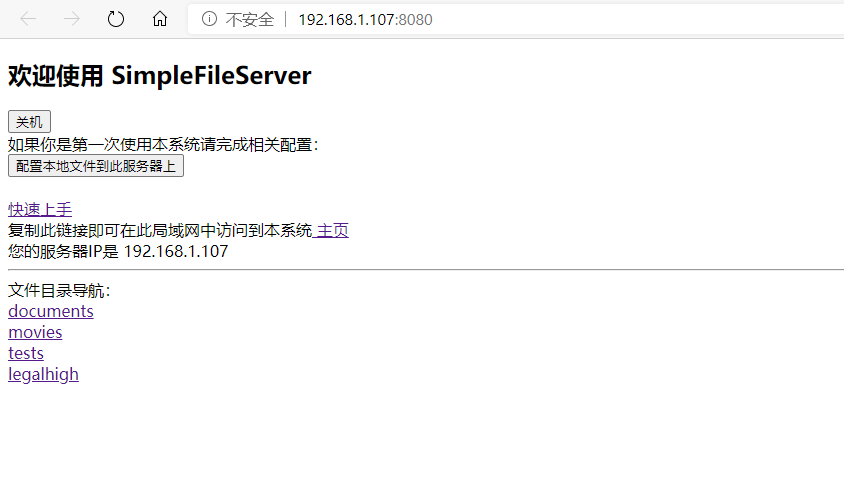 不安全 192.168.1.107:8080
欢迎使用 SimpleFileServer
关机
如果你是第一次使用本系统请完成相关配置：
配置本地文件到此服务器上
快速上手
复制此链接即可在此局域网中访问到本系统 主页
您的服务器IP是 192.168.1.107
文件目录导航：
documents
movies
tests
legalhigh